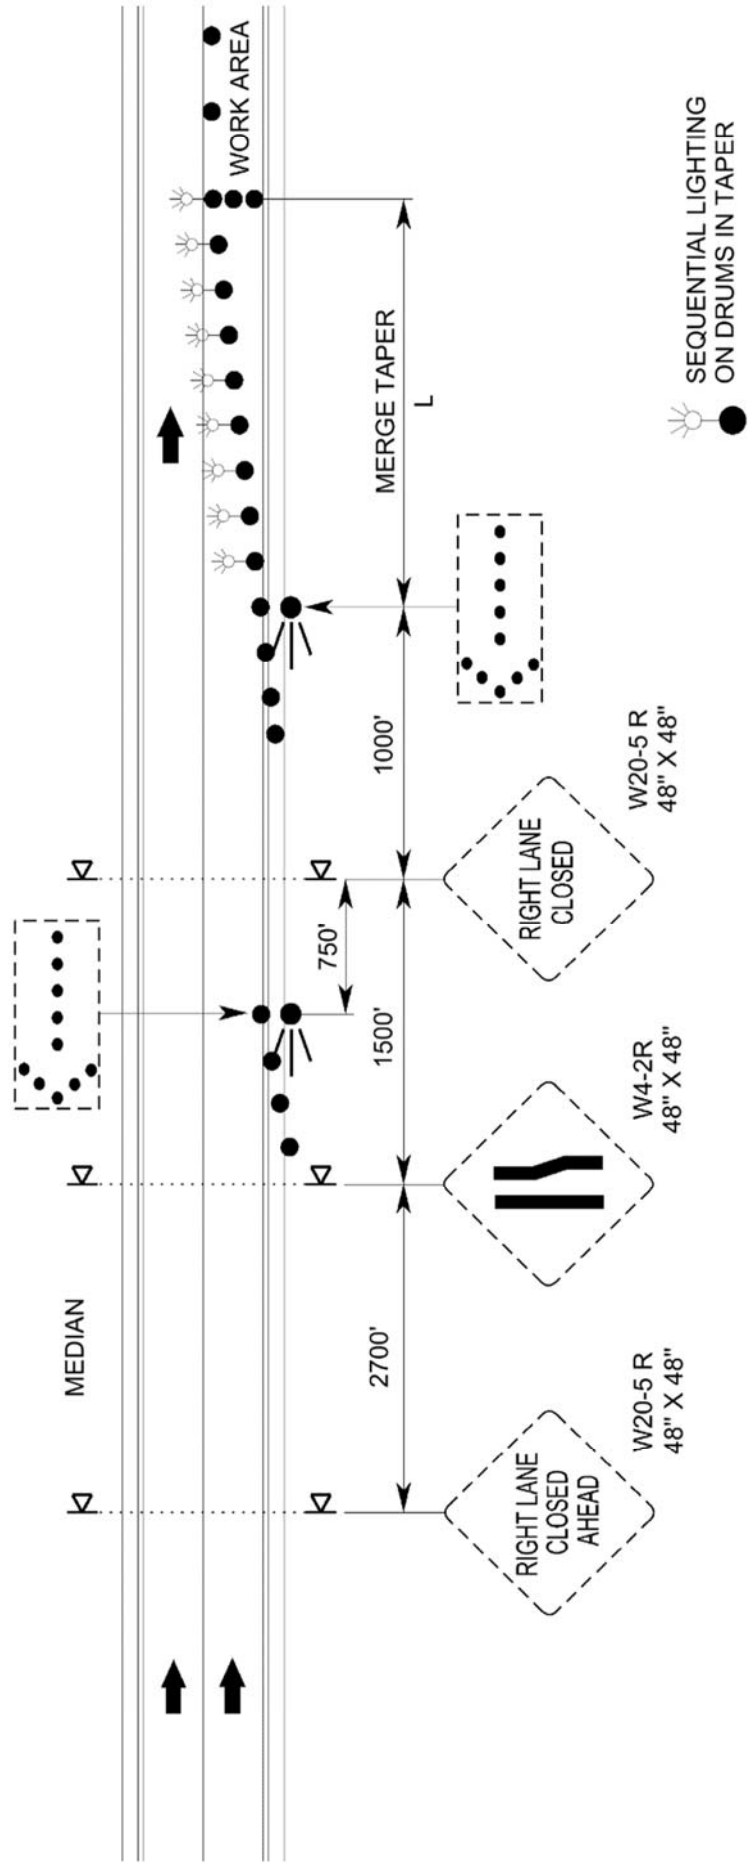 WORK AREA
MERGE TAPER
L
SEQUENTIAL LIGHTING
ON DRUMS IN TAPER
1000'
750'
1500'
2700'
MEDIAN
RIGHT LANE
CLOSED
W20-5 R
48" X 48"
W4-2R
48" X 48"
RIGHT LANE
CLOSED
AHEAD
W20-5 R
48" X 48"